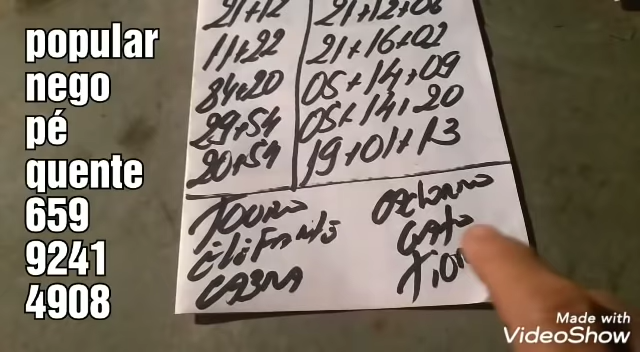 popular
nego
pé
quente
659
9241
4908
21+12
11+22
84+20
29+54
20+54
21+12+06
21+16+02
05+14+09
05+14+20
19+01+13
TOURO
ELEFANTE
CABRA
CACHORRO
GATO
Made with
VideoShow